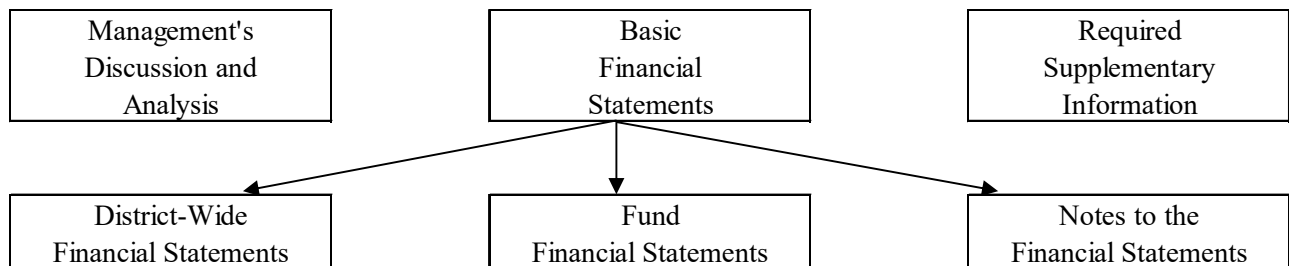 Management's
Discussion and
Analysis
Basic
Financial
Statements
Required
Supplementary
Information
District-Wide
Financial Statements
Fund
Financial Statements
Notes to the
Financial Statements